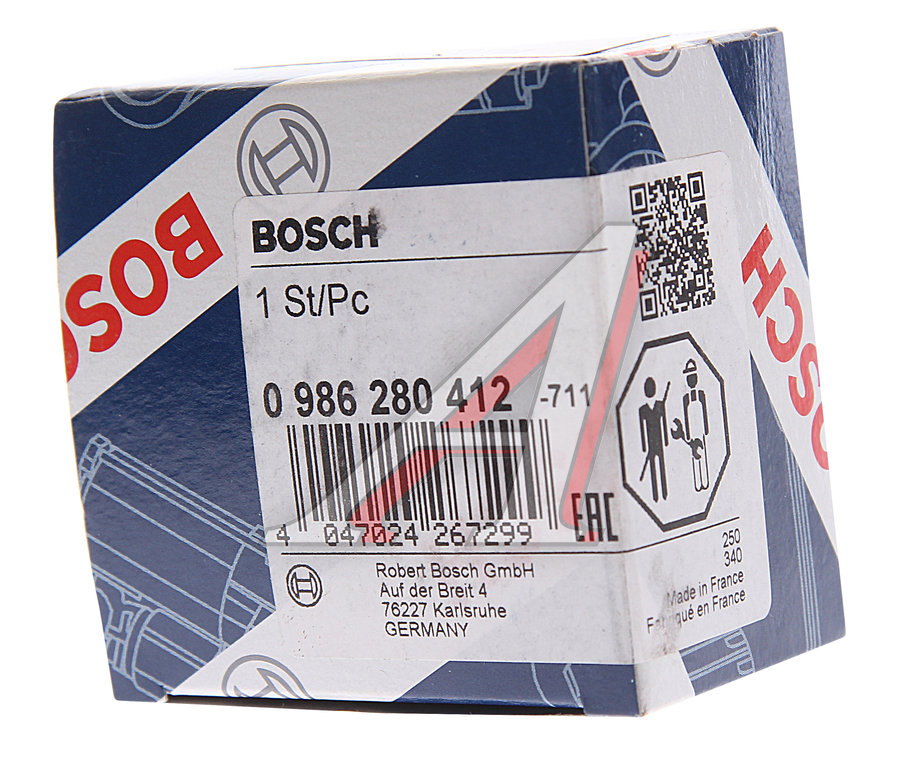 BOSCH
BOSCH
1 St/Pc
0 986 280 412 -711
4 047024 267299
EAC
Robert Bosch GmbH
Auf der Breit 4
76227 Karlsruhe
GERMANY
250
340
Made in France
Fabriqué en France
OSCH